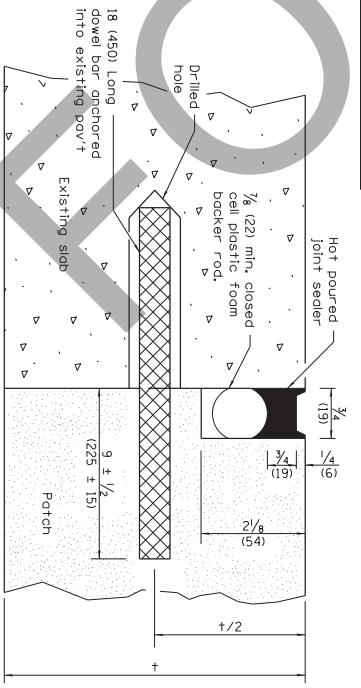 Hot poured
joint sealer
7/8 (22) min. closed
cell plastic foam
backer rod.
Drilled
hole
18 (450) Long
dowel bar anchored
into existing pav't
Existing slab
3/4
(19)
1/4
(6)
3/4
(19)
2 1/8
(54)
9 ± 1/2
(225 ± 15)
Patch
t/2
t